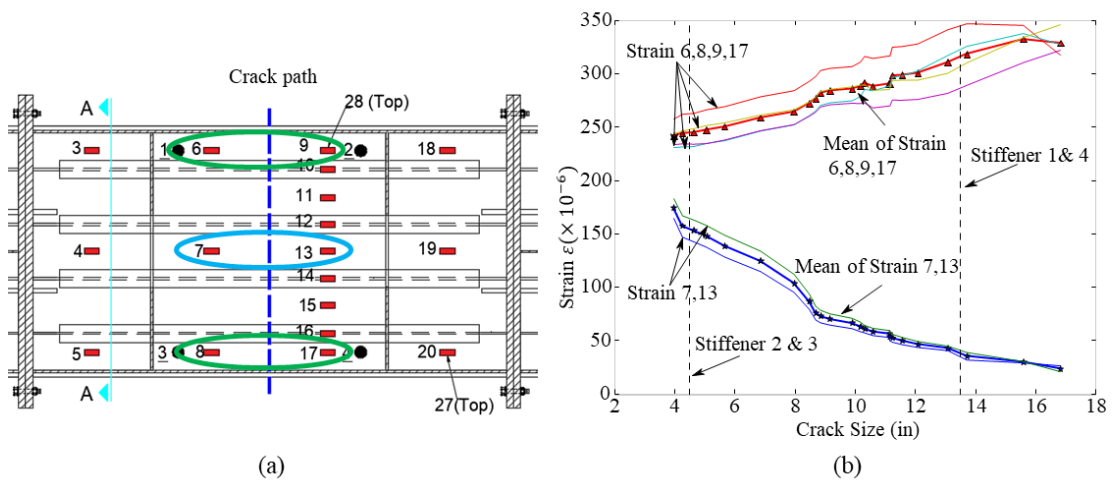 Crack path
A
28 (Top)
3
1
6
9
2
18
10
11
12
4
7
13
19
14
15
16
5
3
8
17
4
20
A
27(Top)
(a)
350
300
250
200
150
100
50
0
Strain ε(×10⁻⁶)
2
4
6
8
10
12
14
16
18
Crack Size (in)
Strain 6,8,9,17
Mean of Strain
6,8,9,17
Stiffener 1& 4
Mean of Strain 7,13
Strain 7,13
Stiffener 2 & 3
(b)